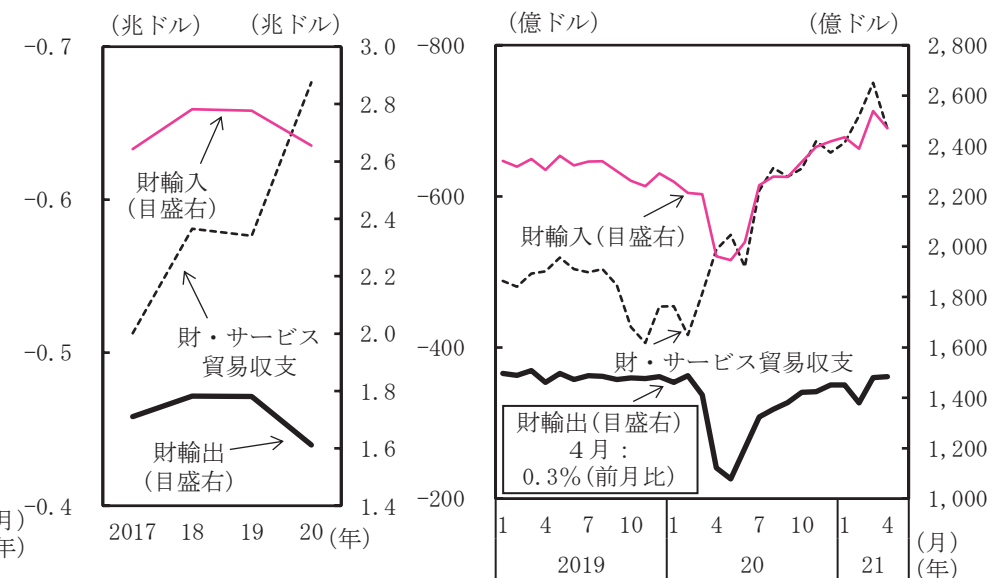 (兆ドル)
(兆ドル)
-0.7
-0.6
-0.5
-0.4
3.0
2.8
2.6
2.4
2.2
2.0
1.8
1.6
1.4
財輸入
(目盛右)
財・サービス
貿易収支
財輸出
(目盛右)
2017 18 19 20 (年)
月)
年)
(億ドル)
(億ドル)
-800
-600
-400
-200
2,800
2,600
2,400
2,200
2,000
1,800
1,600
1,400
1,200
1,000
財輸入(目盛右)
財・サービス貿易収支
財輸出(目盛右)
4月:
0.3%(前月比)
1 4 7 10 1 4 7 10 1 4
(月)
2019 20 21
(年)